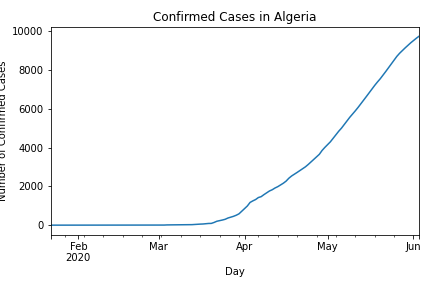 Confirmed Cases in Algeria
Number of Confirmed Cases
10000
8000
6000
4000
2000
0
Feb
2020
Mar
Apr
May
Jun
Day